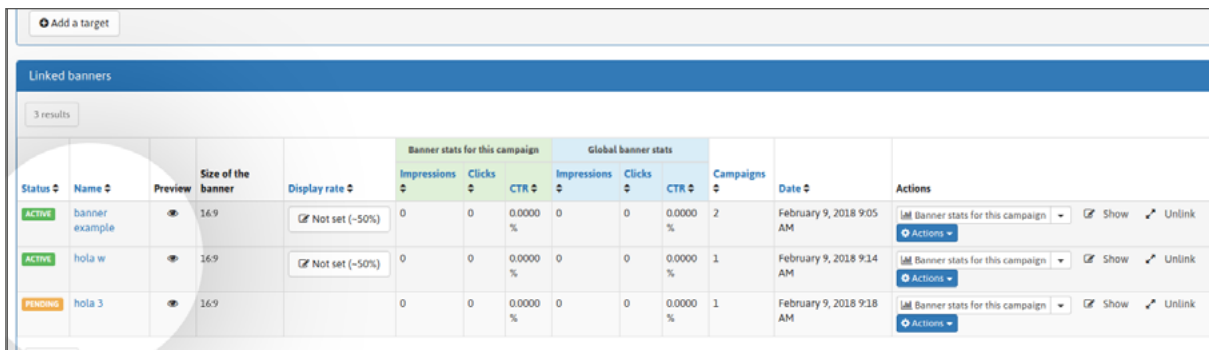 Add a target
Linked banners
3 results
Banner stats for this campaign Global banner stats
Status Name Preview Size of the banner Display rate Impressions Clicks CTR Impressions Clicks CTR Campaigns Date Actions
ACTIVE banner example 16:9 Not set (~50%) 0 0 0.0000 % 0 0 0.0000 % 2 February 9, 2018 9:05 AM Banner stats for this campaign Show Unlink
Actions
ACTIVE hola w 16:9 Not set (~50%) 0 0 0.0000 % 0 0 0.0000 % 1 February 9, 2018 9:14 AM Banner stats for this campaign Show Unlink
Actions
PENDING hola 3 16:9 0 0 0.0000 % 0 0 0.0000 % 1 February 9, 2018 9:18 AM Banner stats for this campaign Show Unlink
Actions